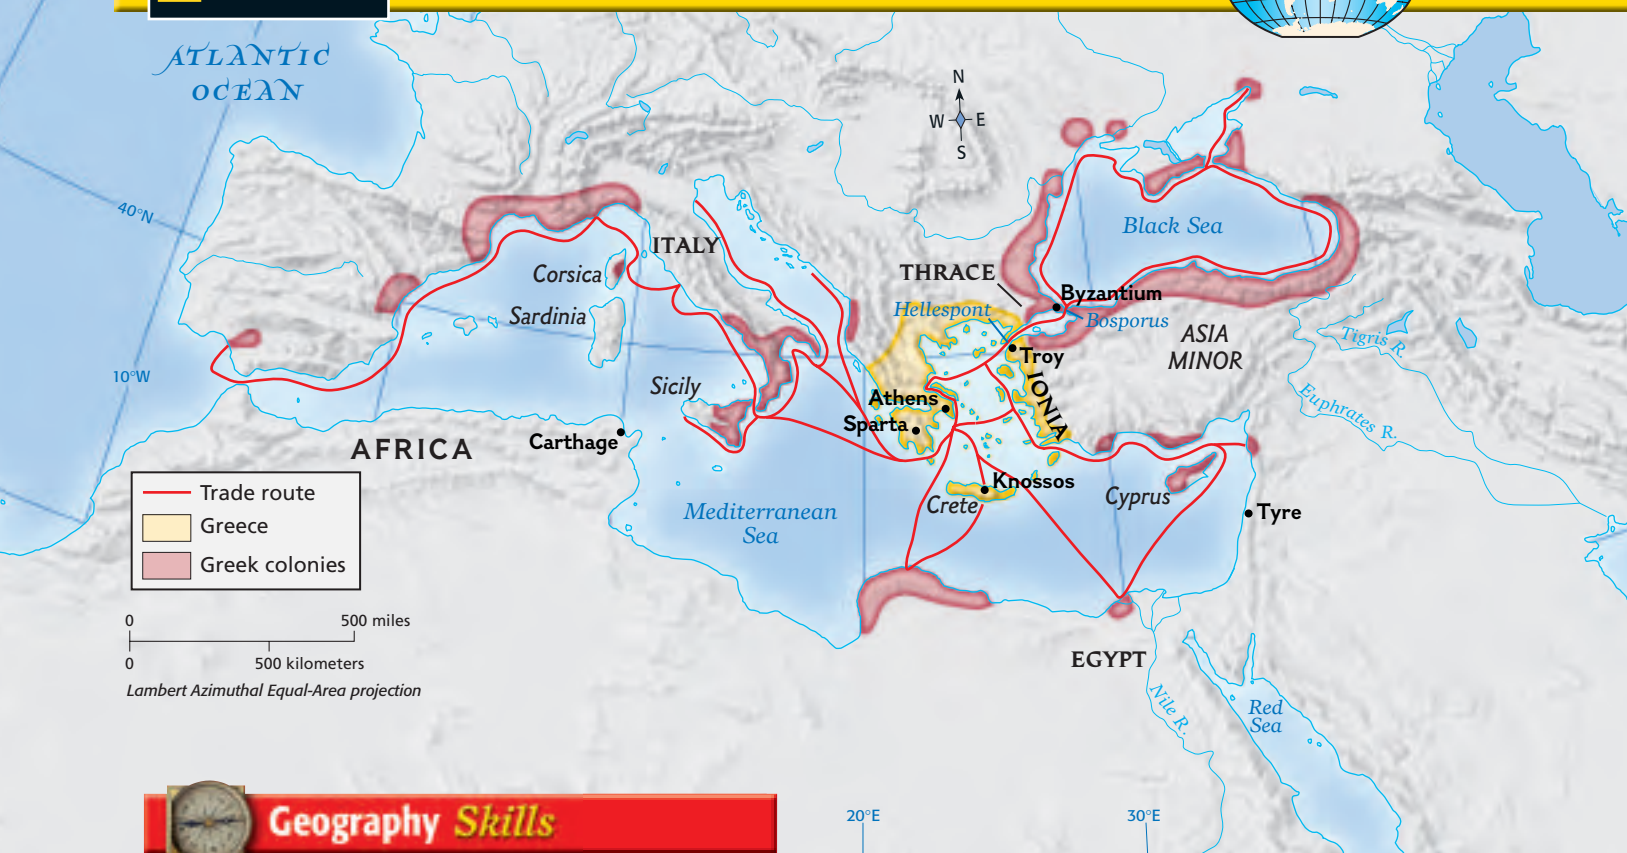 ATLANTIC
OCEAN
N
W
E
S
40°N
10°W
ITALY
Corsica
Sardinia
Sicily
Black Sea
THRACE
Hellespont
Byzantium
Bosporus
ASIA
MINOR
Tigris R.
Euphrates R.
Troy
IONIA
Athens
Sparta
Carthage
AFRICA
Knossos
Crete
Cyprus
Tyre
Mediterranean
Sea
Trade route
Greece
Greek colonies
0
500 miles
0
500 kilometers
Lambert Azimuthal Equal-Area projection
EGYPT
Nile R.
Red
Sea
20°E
30°E
Geography Skills